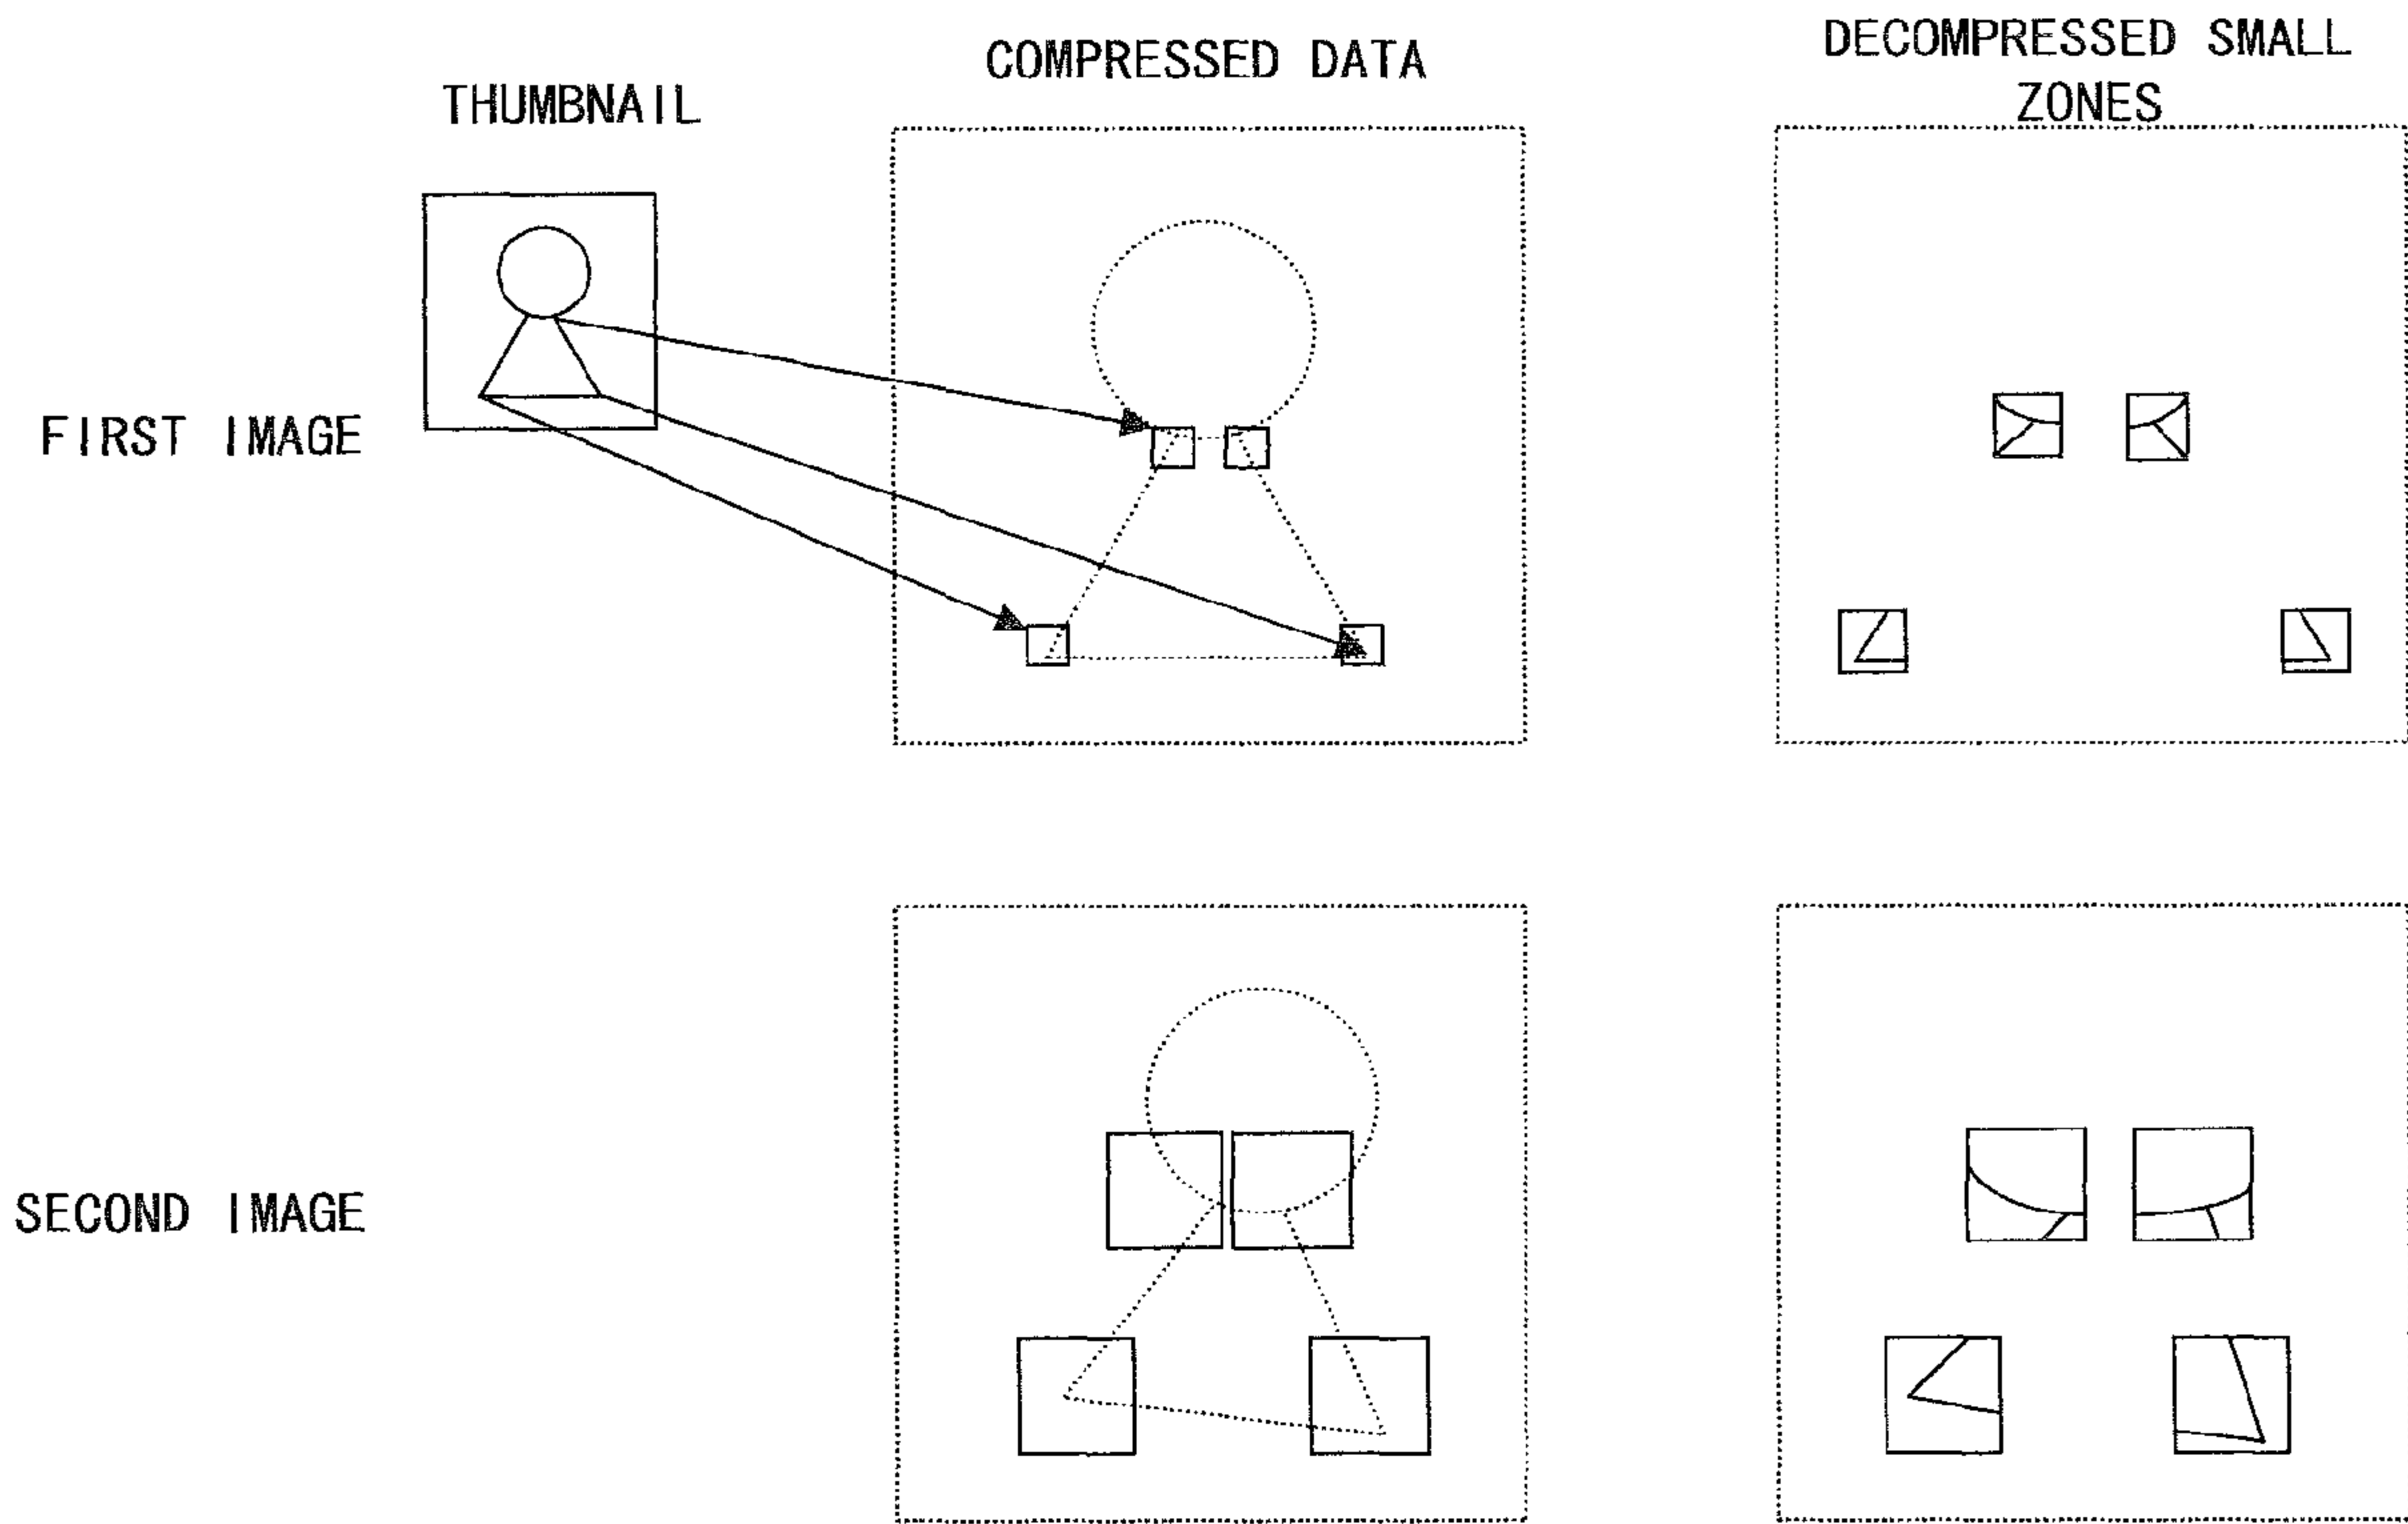 THUMBNAIL
COMPRESSED DATA
DECOMPRESSED SMALL
ZONES
FIRST IMAGE
SECOND IMAGE